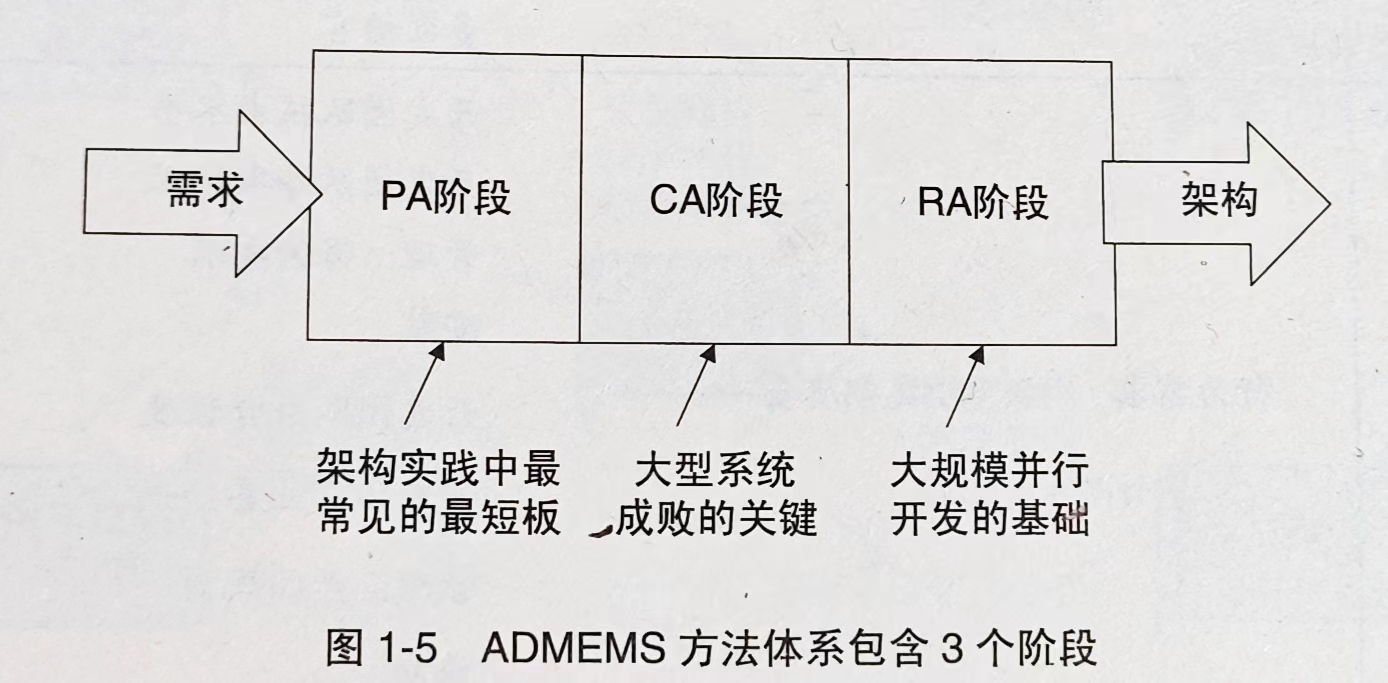 需求
PA阶段
CA阶段
RA阶段
架构
架构实践中最
常见的最短板
大型系统
成败的关键
大规模并行
开发的基础
图 1-5 ADMEMS 方法体系包含 3 个阶段